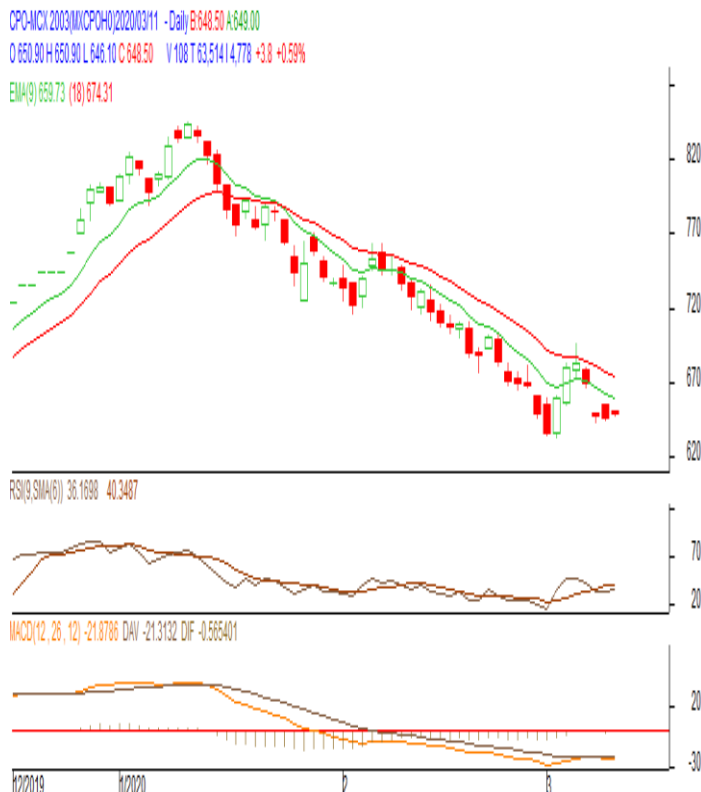 CPO-MCX 2003(MXCPOH0)2020/03/11 - Daily B:648.50 A:649.00
O 650.90 H 650.90 L 646.10 C 648.50 V 108 T 63,514 I 4,778 +3.8 +0.59%
EMA(9) 659.73 (18) 674.31
820
770
720
670
620
RSI(9,SMA(6)) 36.1698 40.3487
70
20
MACD(12 , 26 , 12) -21.8786 DAV -21.3132 DIF -0.565401
20
-30
12/2019 1/2020 2 3